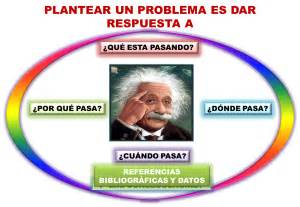 PLANTEAR UN PROBLEMA ES DAR
RESPUESTA A
¿QUÉ ESTA PASANDO?
¿POR QUÉ PASA?
¿DÓNDE PASA?
¿CUÁNDO PASA?
REFERENCIAS
BIBLIOGRÁFICAS Y DATOS